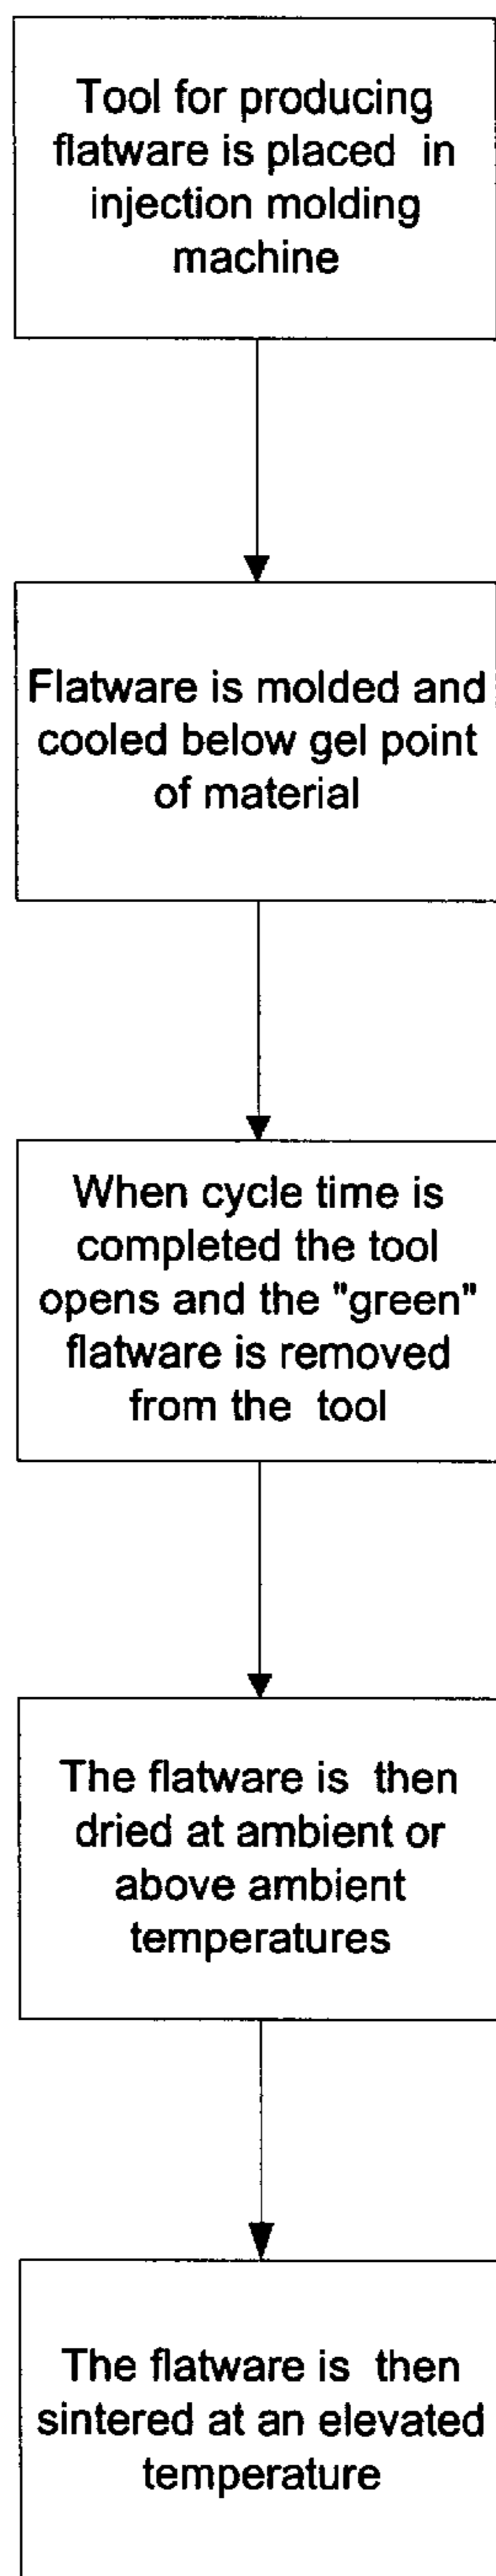 Tool for producing
flatware is placed in
injection molding
machine
Flatware is molded and
cooled below gel point
of material
When cycle time is
completed the tool
opens and the "green"
flatware is removed
from the tool
The flatware is then
dried at ambient or
above ambient
temperatures
The flatware is then
sintered at an elevated
temperature